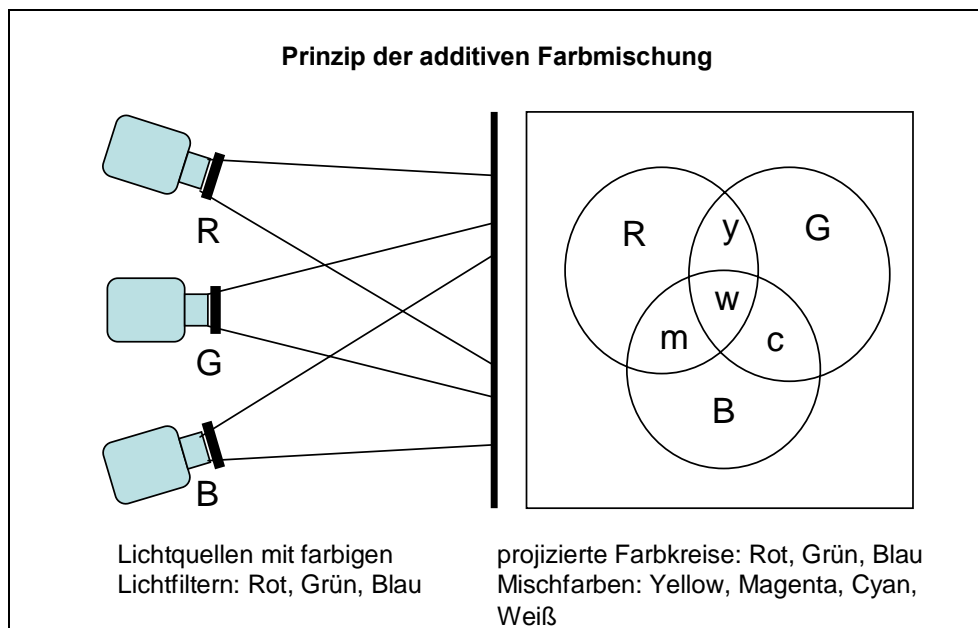 Prinzip der additiven Farbmischung
R
G
B
R
y
G
w
m
c
B
Lichtquellen mit farbigen
Lichtfiltern: Rot, Grün, Blau
projizierte Farbkreise: Rot, Grün, Blau
Mischfarben: Yellow, Magenta, Cyan,
Weiß